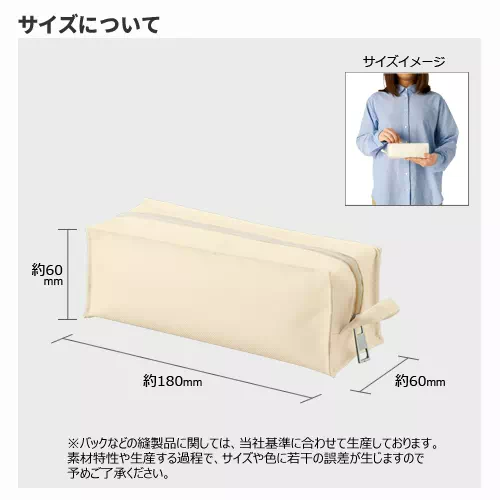 サイズについて
サイズイメージ
約60
mm
約180mm
約60mm
※バックなどの縫製品に関しては、当社基準に合わせて生産しております。
素材特性や生産する過程で、サイズや色に若干の誤差が生じますので
予めご了承ください。